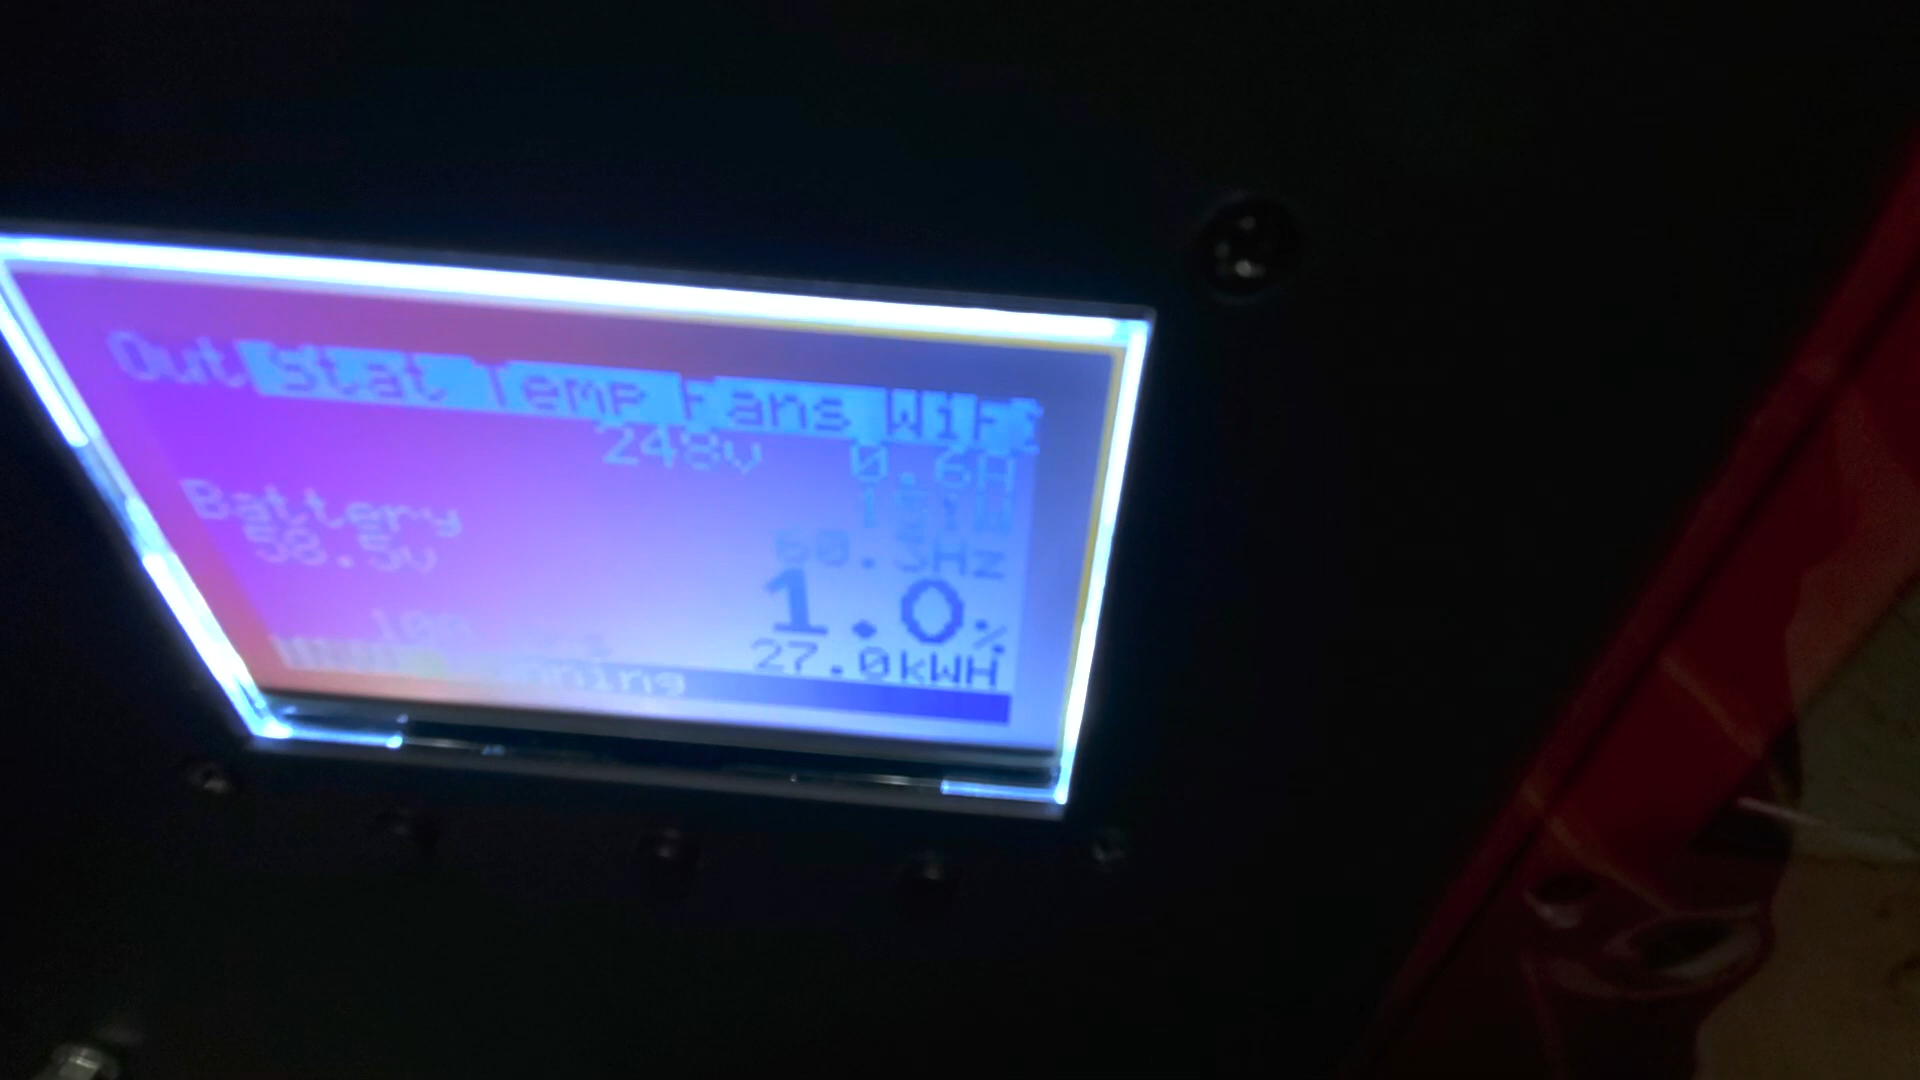 Out Stat Temp Fans WiFi
248v 0.6A
Battery
58.5v 60.3Hz
1.0%
27.0kWH